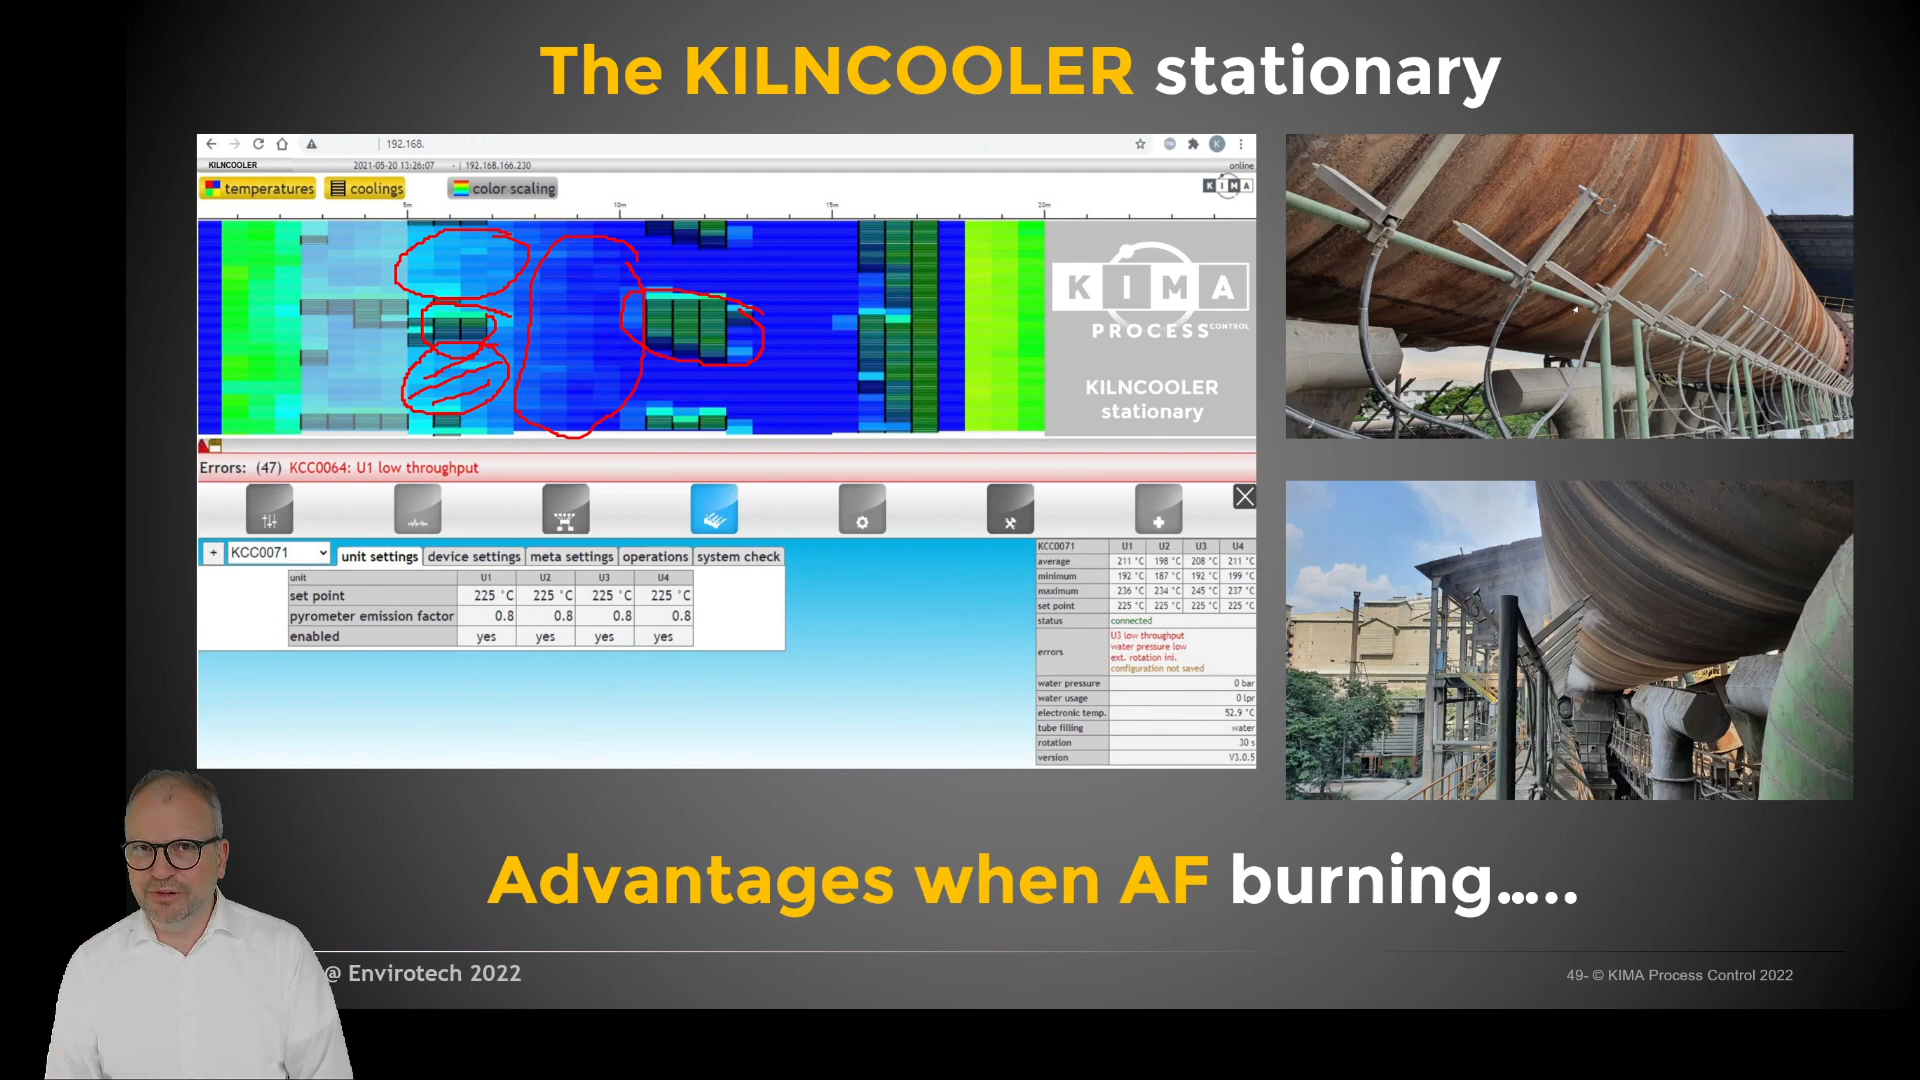 The KILNCOOLER stationary
192.168.
KILNCOOLER 2021-05-20 13:26:07 - | 192.168.166.230 online
temperatures coolings color scaling KIMA
5m 10m 15m 20m
KIMA
PROCESS CONTROL
KILNCOOLER
stationary
Errors: (47) KCC0064: U1 low throughput
+ KCC0071 unit settings device settings meta settings operations system check
unit U1 U2 U3 U4
set point 225 °C 225 °C 225 °C 225 °C
pyrometer emission factor 0.8 0.8 0.8 0.8
enabled yes yes yes yes
KCC0071 U1 U2 U3 U4
average 211 °C 198 °C 208 °C 211 °C
minimum 192 °C 187 °C 192 °C 199 °C
maximum 236 °C 234 °C 245 °C 237 °C
set point 225 °C 225 °C 225 °C 225 °C
status connected
errors U3 low throughput
water pressure low
ext. rotation ini.
configuration not saved
water pressure 0 bar
water usage 0 lpr
electronic temp. 52.9 °C
tube filling water
rotation 30 s
version V3.0.5
Advantages when AF burning.....
@ Envirotech 2022
49- © KIMA Process Control 2022